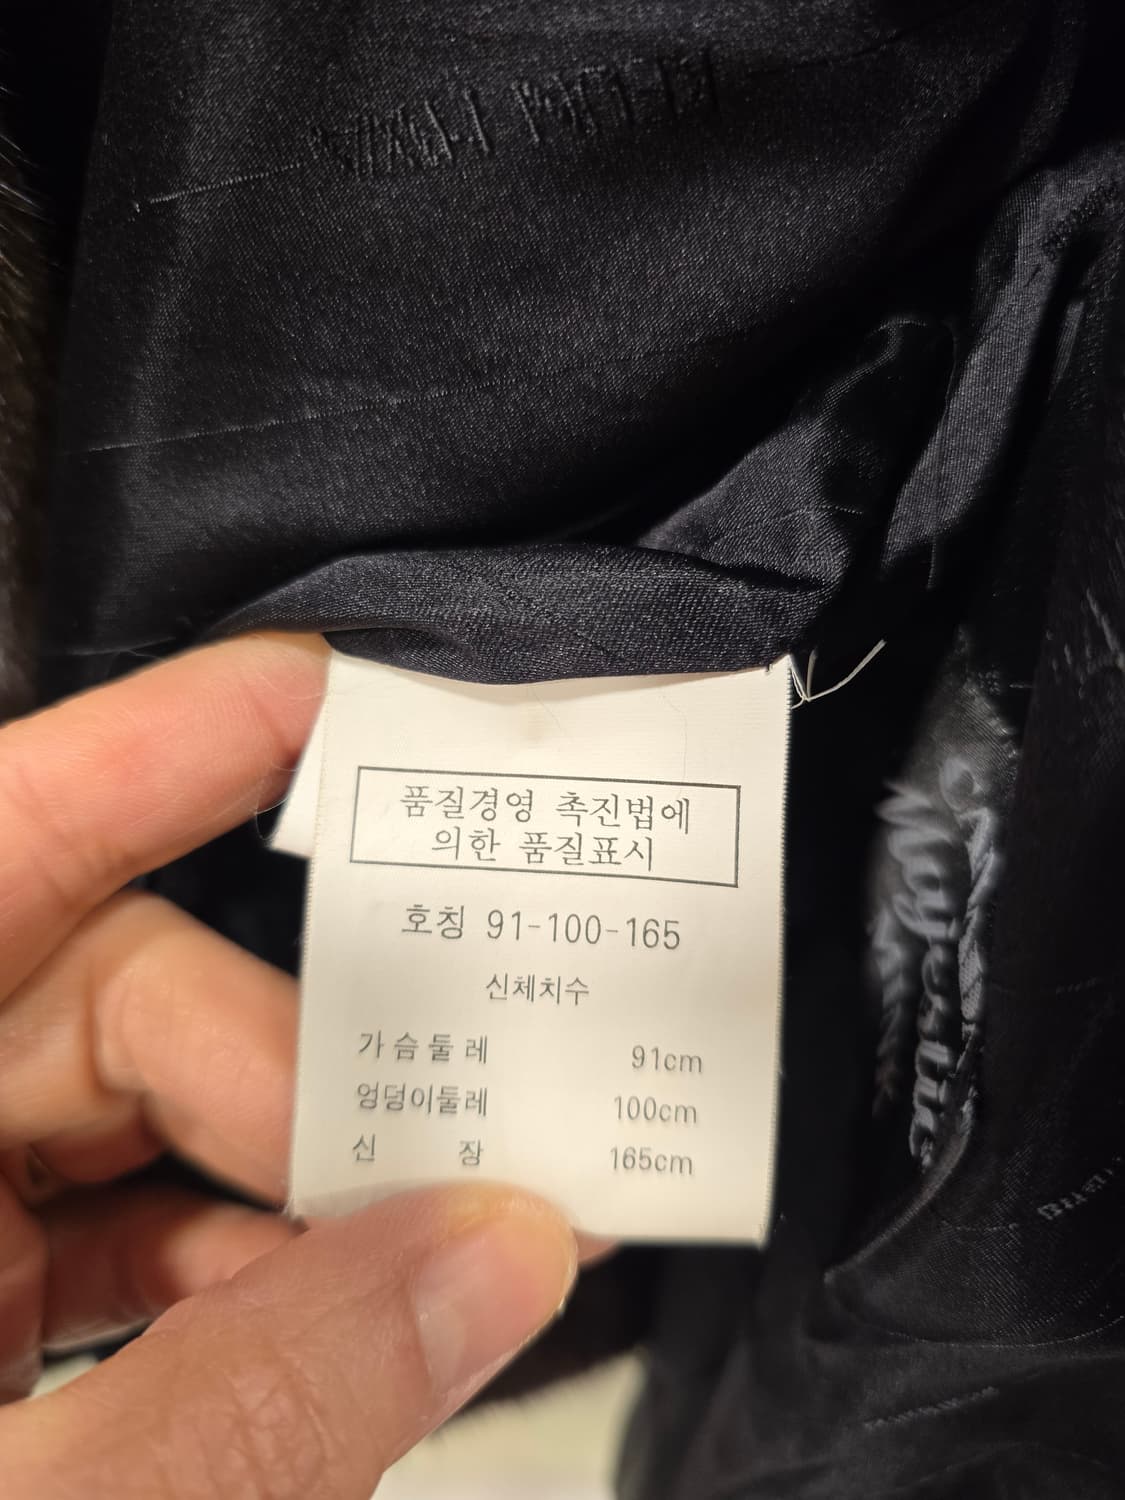 품질경영 촉진법에
의한 품질표시
호칭 91-100-165
신체치수
가슴둘레 91cm
엉덩이둘레 100cm
신 장 165cm
Majestic